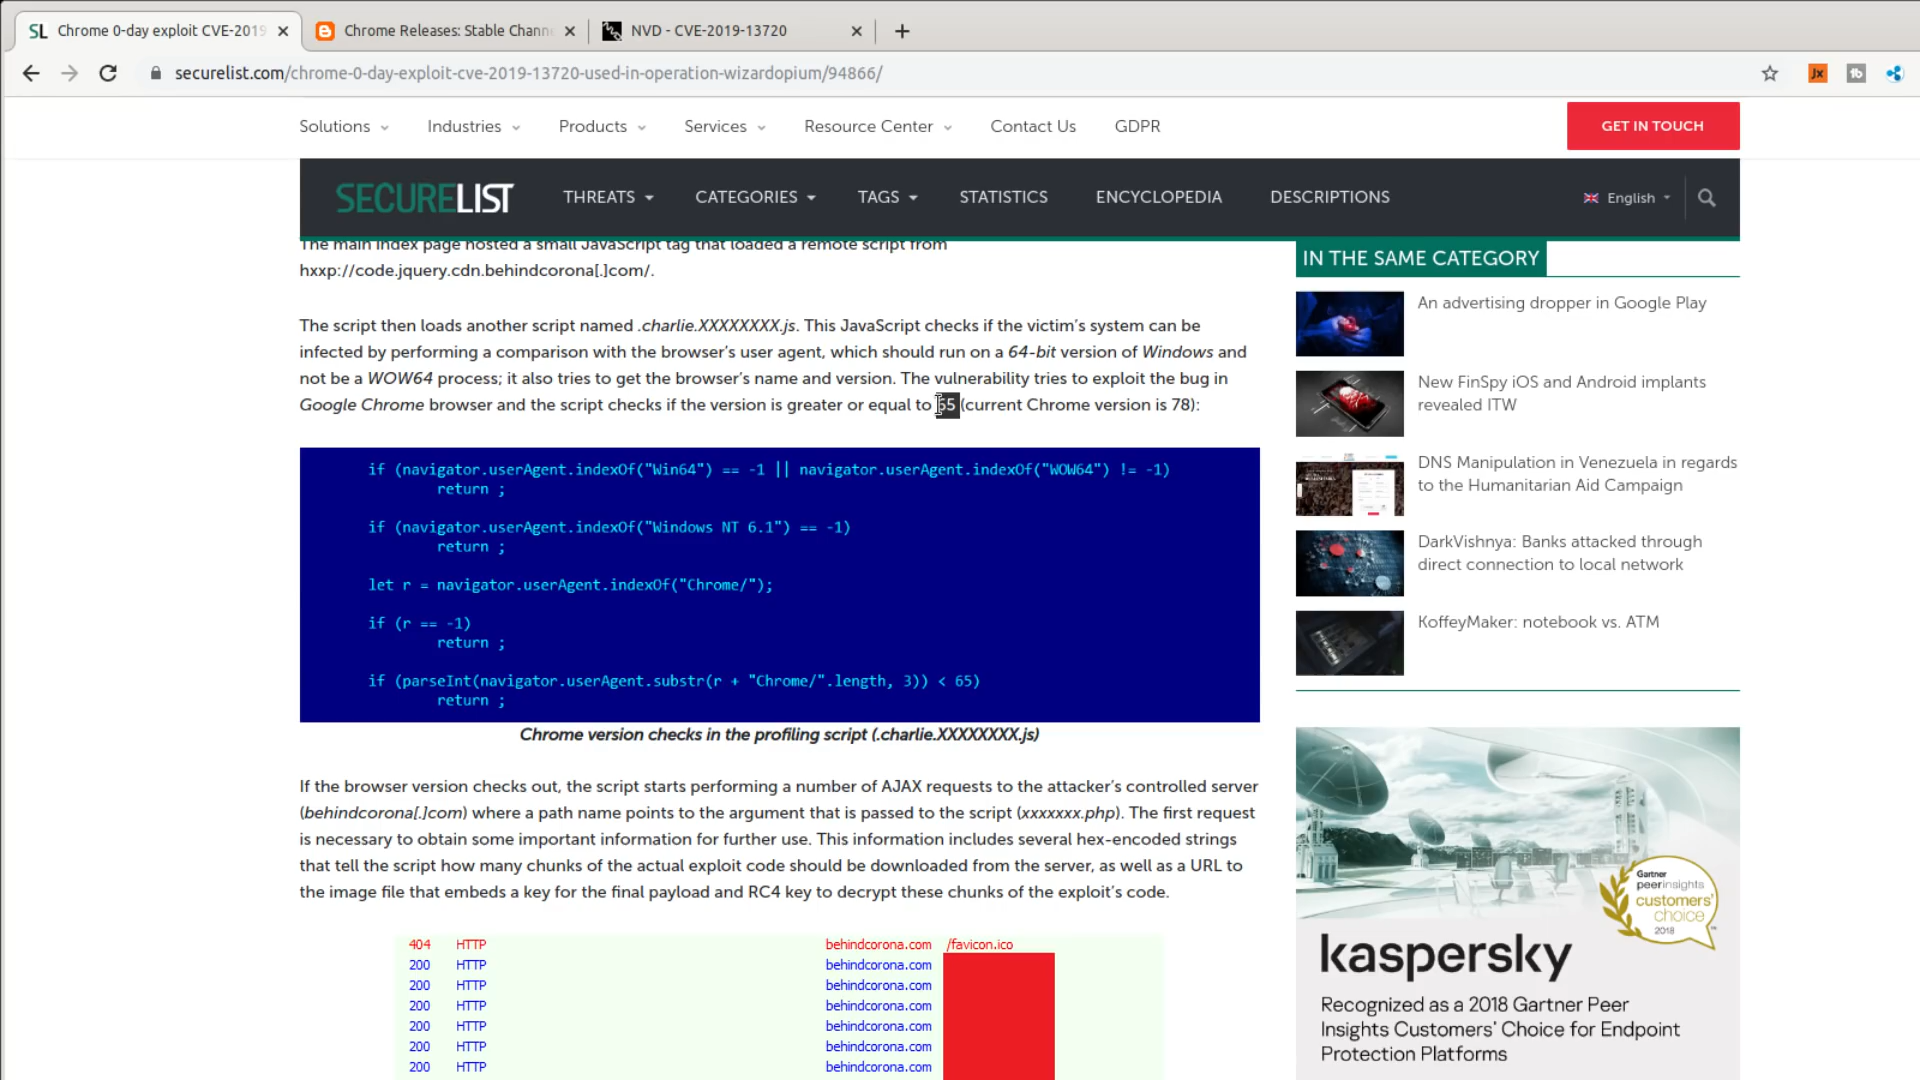 SL Chrome 0-day exploit CVE-2019
Chrome Releases: Stable Chann
NVD - CVE-2019-13720
securelist.com/chrome-0-day-exploit-cve-2019-13720-used-in-operation-wizardopium/94866/
Jx
Solutions
Industries
Products
Services
Resource Center
Contact Us
GDPR
GET IN TOUCH
SECURELIST
THREATS
CATEGORIES
TAGS
STATISTICS
ENCYCLOPEDIA
DESCRIPTIONS
English
The main index page hosted a small JavaScript tag that loaded a remote script from
hxxp://code.jquery.cdn.behindcorona[.]com/.
The script then loads another script named .charlie.XXXXXXXX.js. This JavaScript checks if the victim's system can be
infected by performing a comparison with the browser's user agent, which should run on a 64-bit version of Windows and
not be a WOW64 process; it also tries to get the browser's name and version. The vulnerability tries to exploit the bug in
Google Chrome browser and the script checks if the version is greater or equal to 65 (current Chrome version is 78):
if (navigator.userAgent.indexOf("Win64") == -1 || navigator.userAgent.indexOf("WOW64") != -1)
return ;
if (navigator.userAgent.indexOf("Windows NT 6.1") == -1)
return ;
let r = navigator.userAgent.indexOf("Chrome/");
if (r == -1)
return ;
if (parseInt(navigator.userAgent.substr(r + "Chrome/".length, 3)) < 65)
return ;
Chrome version checks in the profiling script (.charlie.XXXXXXXX.js)
If the browser version checks out, the script starts performing a number of AJAX requests to the attacker's controlled server
(behindcorona[.]com) where a path name points to the argument that is passed to the script (xxxxxxx.php). The first request
is necessary to obtain some important information for further use. This information includes several hex-encoded strings
that tell the script how many chunks of the actual exploit code should be downloaded from the server, as well as a URL to
the image file that embeds a key for the final payload and RC4 key to decrypt these chunks of the exploit's code.
404 HTTP behindcorona.com /favicon.ico
200 HTTP behindcorona.com
200 HTTP behindcorona.com
200 HTTP behindcorona.com
200 HTTP behindcorona.com
200 HTTP behindcorona.com
200 HTTP behindcorona.com
IN THE SAME CATEGORY
An advertising dropper in Google Play
New FinSpy iOS and Android implants
revealed ITW
DNS Manipulation in Venezuela in regards
to the Humanitarian Aid Campaign
DarkVishnya: Banks attacked through
direct connection to local network
KoffeyMaker: notebook vs. ATM
Gartner
peerinsights
customers'
choice
2018
kaspersky
Recognized as a 2018 Gartner Peer
Insights Customers' Choice for Endpoint
Protection Platforms